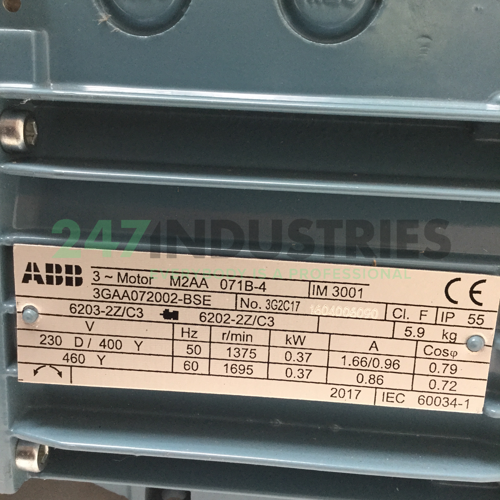 247INDUSTRIES
ABB 3~Motor M2AA 071B-4 IM 3001
3GAA072002-BSE No. 3G2C17 1604006090 Cl. F IP 55
6203-2Z/C3 6202-2Z/C3 5.9 kg
V Hz r/min kW A Cosφ
230 D/400 Y 50 1375 0.37 1.66/0.96 0.79
460 Y 60 1695 0.37 0.86 0.72
2017 IEC 60034-1